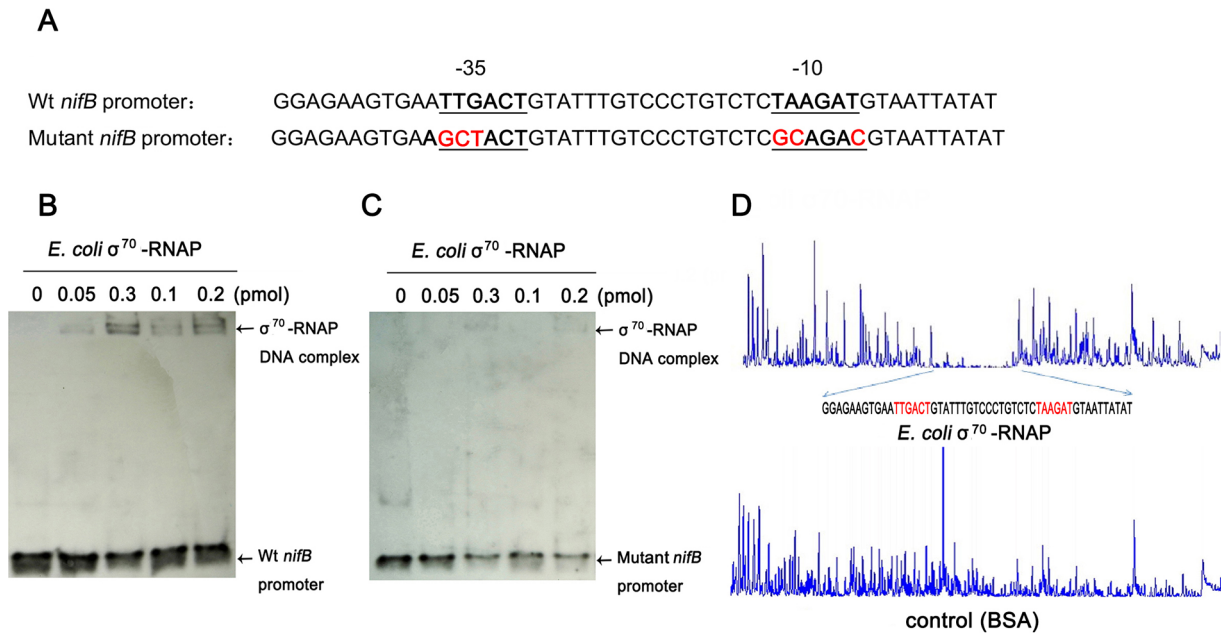 A
-35 -10
Wt nifB promoter: GGAGAAGTGAATTGACTGTATTTGTCCCTGTCTCTAAGATGTAATTATAT
Mutant nifB promoter: GGAGAAGTGAAGCTACTGTATTTGTCCCTGTCTCGCAGACGTAATTATAT
B
E. coli σ70 -RNAP
0 0.05 0.3 0.1 0.2 (pmol)
← σ70 -RNAP
DNA complex
← Wt nifB
promoter
C
E. coli σ70 -RNAP
0 0.05 0.3 0.1 0.2 (pmol)
← σ70 -RNAP
DNA complex
← Mutant nifB
promoter
D
GGAGAAGTGAATTGACTGTATTTGTCCCTGTCTCTAAGATGTAATTATAT
E. coli σ70 -RNAP
control (BSA)